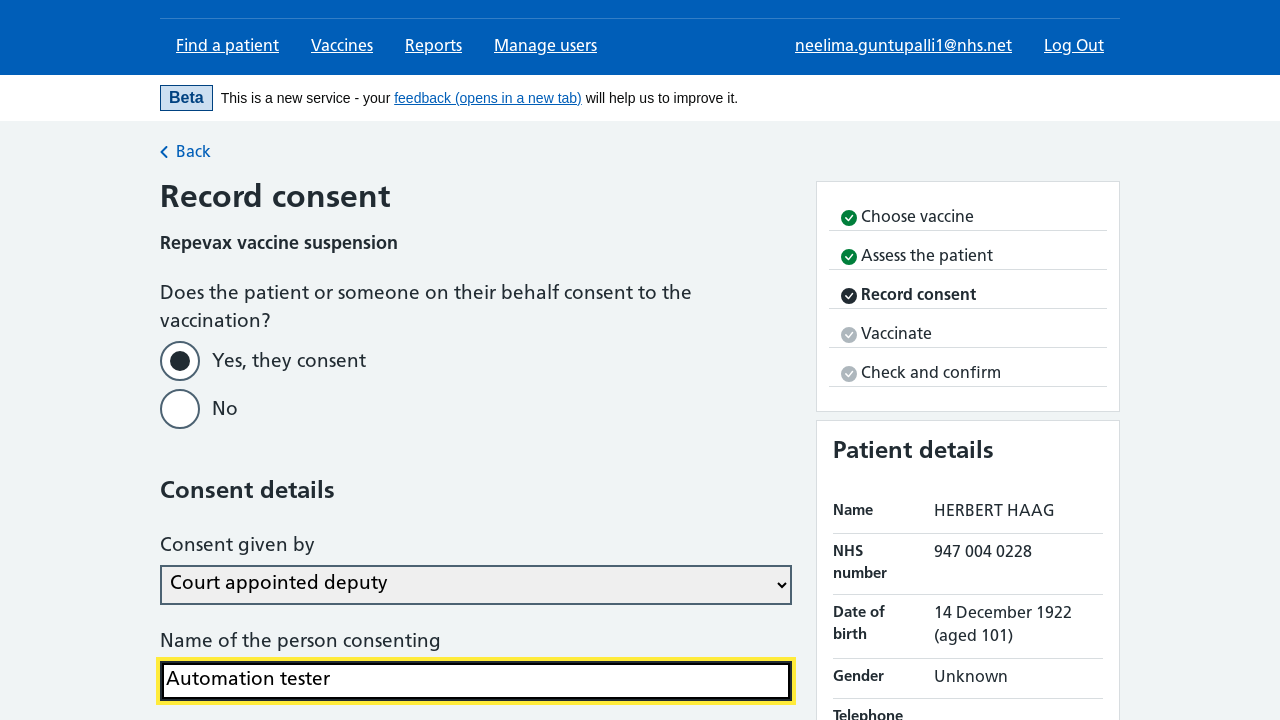 Find a patient Vaccines Reports Manage users neelima.guntupalli1@nhs.net Log Out
Beta This is a new service - your feedback (opens in a new tab) will help us to improve it.
Back
Record consent
Repevax vaccine suspension
Does the patient or someone on their behalf consent to the
vaccination?
Yes, they consent
No
Consent details
Consent given by
Court appointed deputy
Name of the person consenting
Automation tester
Choose vaccine
Assess the patient
Record consent
Vaccinate
Check and confirm
Patient details
Name HERBERT HAAG
NHS number 947 004 0228
Date of birth 14 December 1922 (aged 101)
Gender Unknown
Telephone